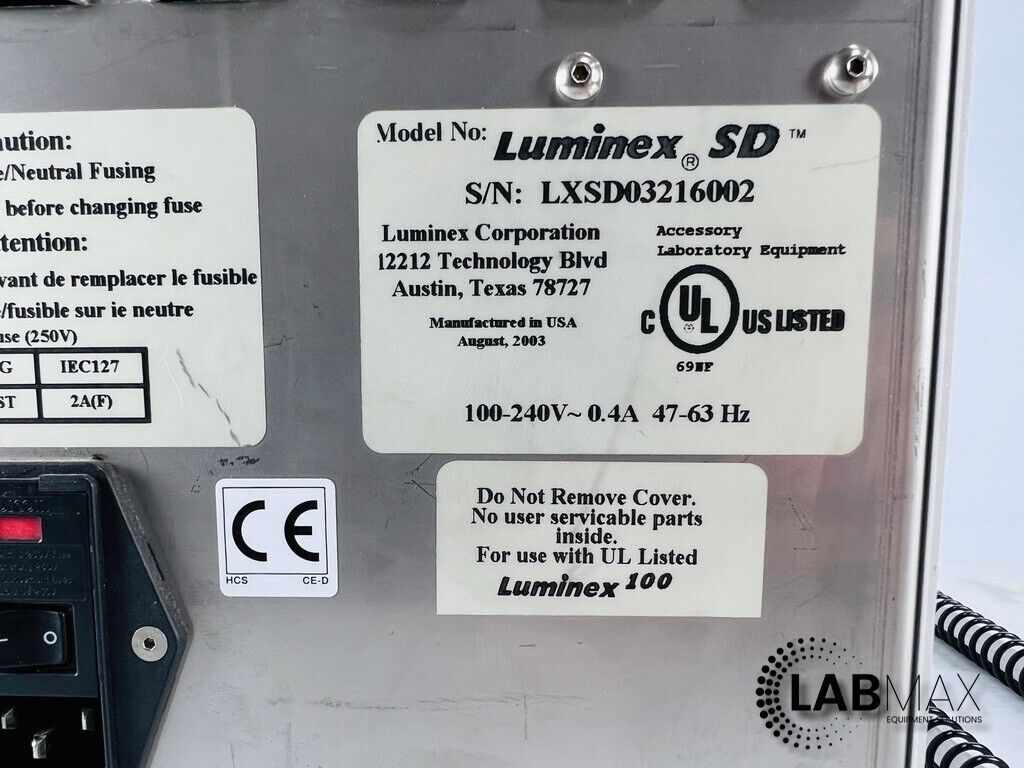 aution:
e/Neutral Fusing
before changing fuse
ttention:
vant de remplacer le fusible
e/fusible sur ie neutre
use (250V)
G IEC127
ST 2A(F)
Model No: Luminex® SD™
S/N: LXSD03216002
Luminex Corporation
12212 Technology Blvd
Austin, Texas 78727
Manufactured in USA
August, 2003
Accessory
Laboratory Equipment
C UL US LISTED
69
100-240V~ 0.4A 47-63 Hz
CE
HCS CE-D
Do Not Remove Cover.
No user servicable parts
inside.
For use with UL Listed
Luminex 100
LABMAX
EQUIPMENT SOLUTIONS